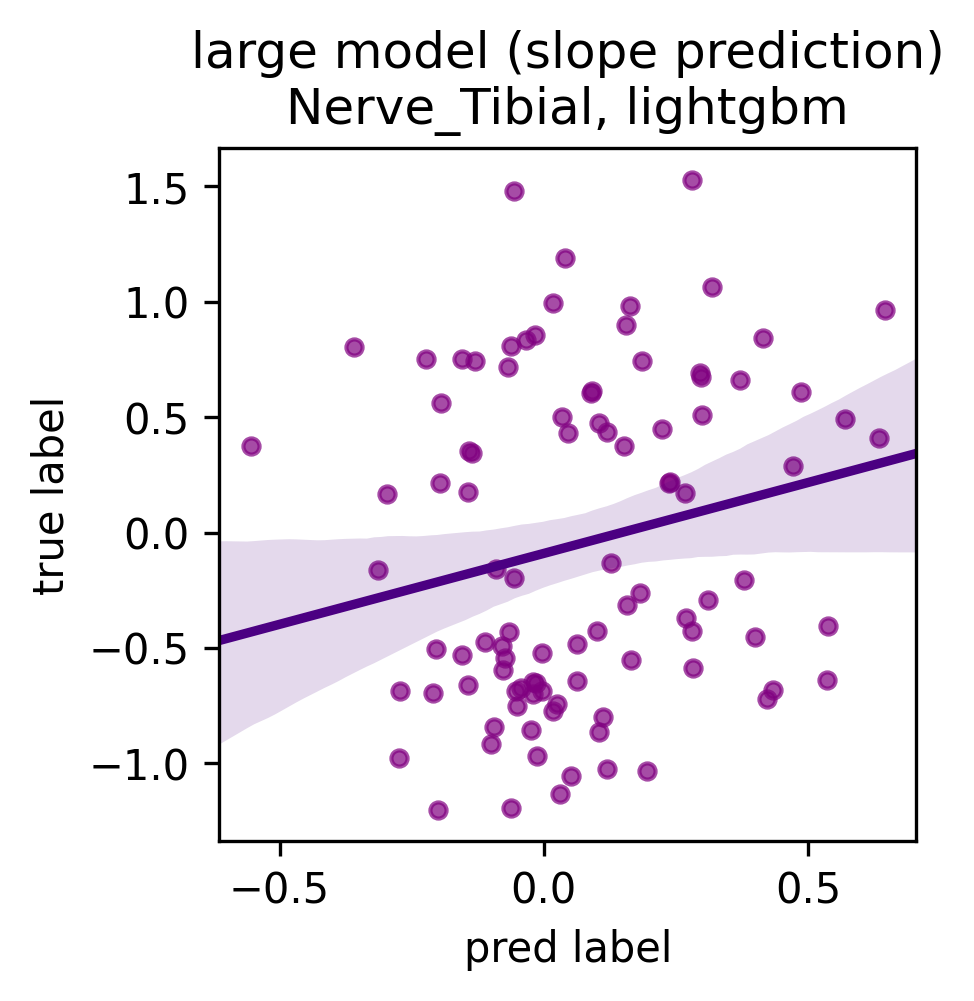 large model (slope prediction)
Nerve_Tibial, lightgbm
1.5
1.0
0.5
0.0
−0.5
−1.0
true label
−0.5
0.0
0.5
pred label